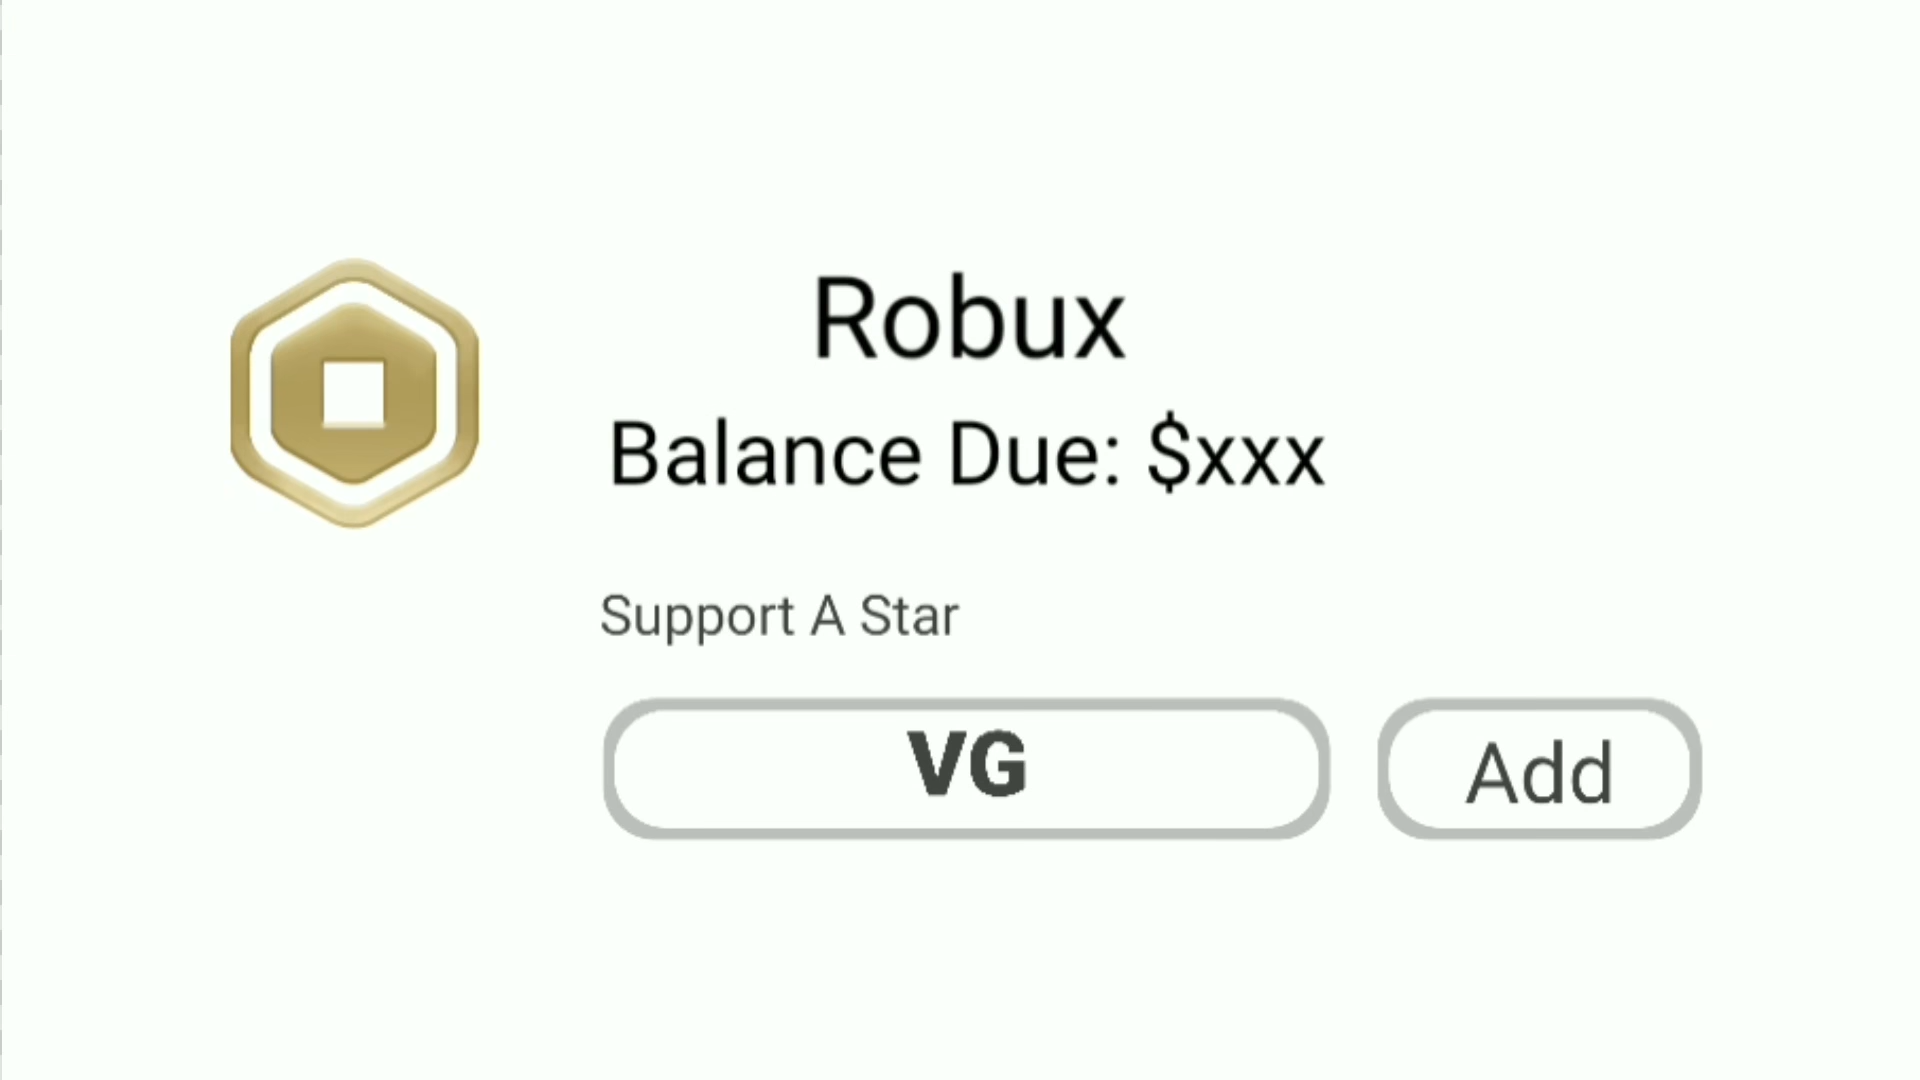 Robux
Balance Due: $xxx
Support A Star
VG
Add